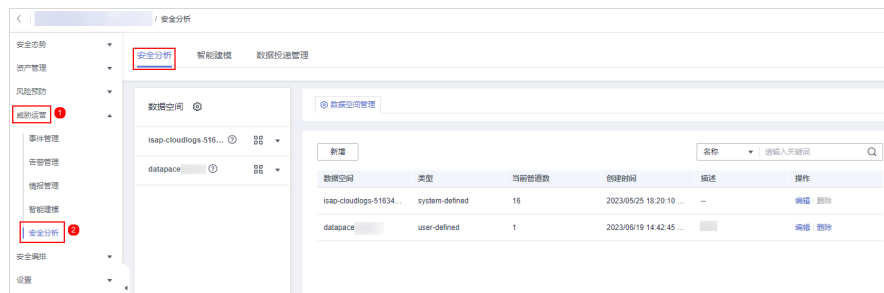 / 安全分析
安全态势
资产管理
风险预防
威胁运营 1
事件管理
告警管理
情报管理
智能建模
安全分析 2
安全编排
设置
安全分析 智能建模 数据投递管理
数据空间
isap-cloudlogs-516...
datapace
数据空间管理
新增
名称 请输入关键词
数据空间 类型 当前管道数 创建时间 描述 操作
isap-cloudlogs-51634... system-defined 16 2023/05/25 18:20:10 ... -- 编辑 删除
datapace user-defined 1 2023/06/19 14:42:45 ... 编辑 删除